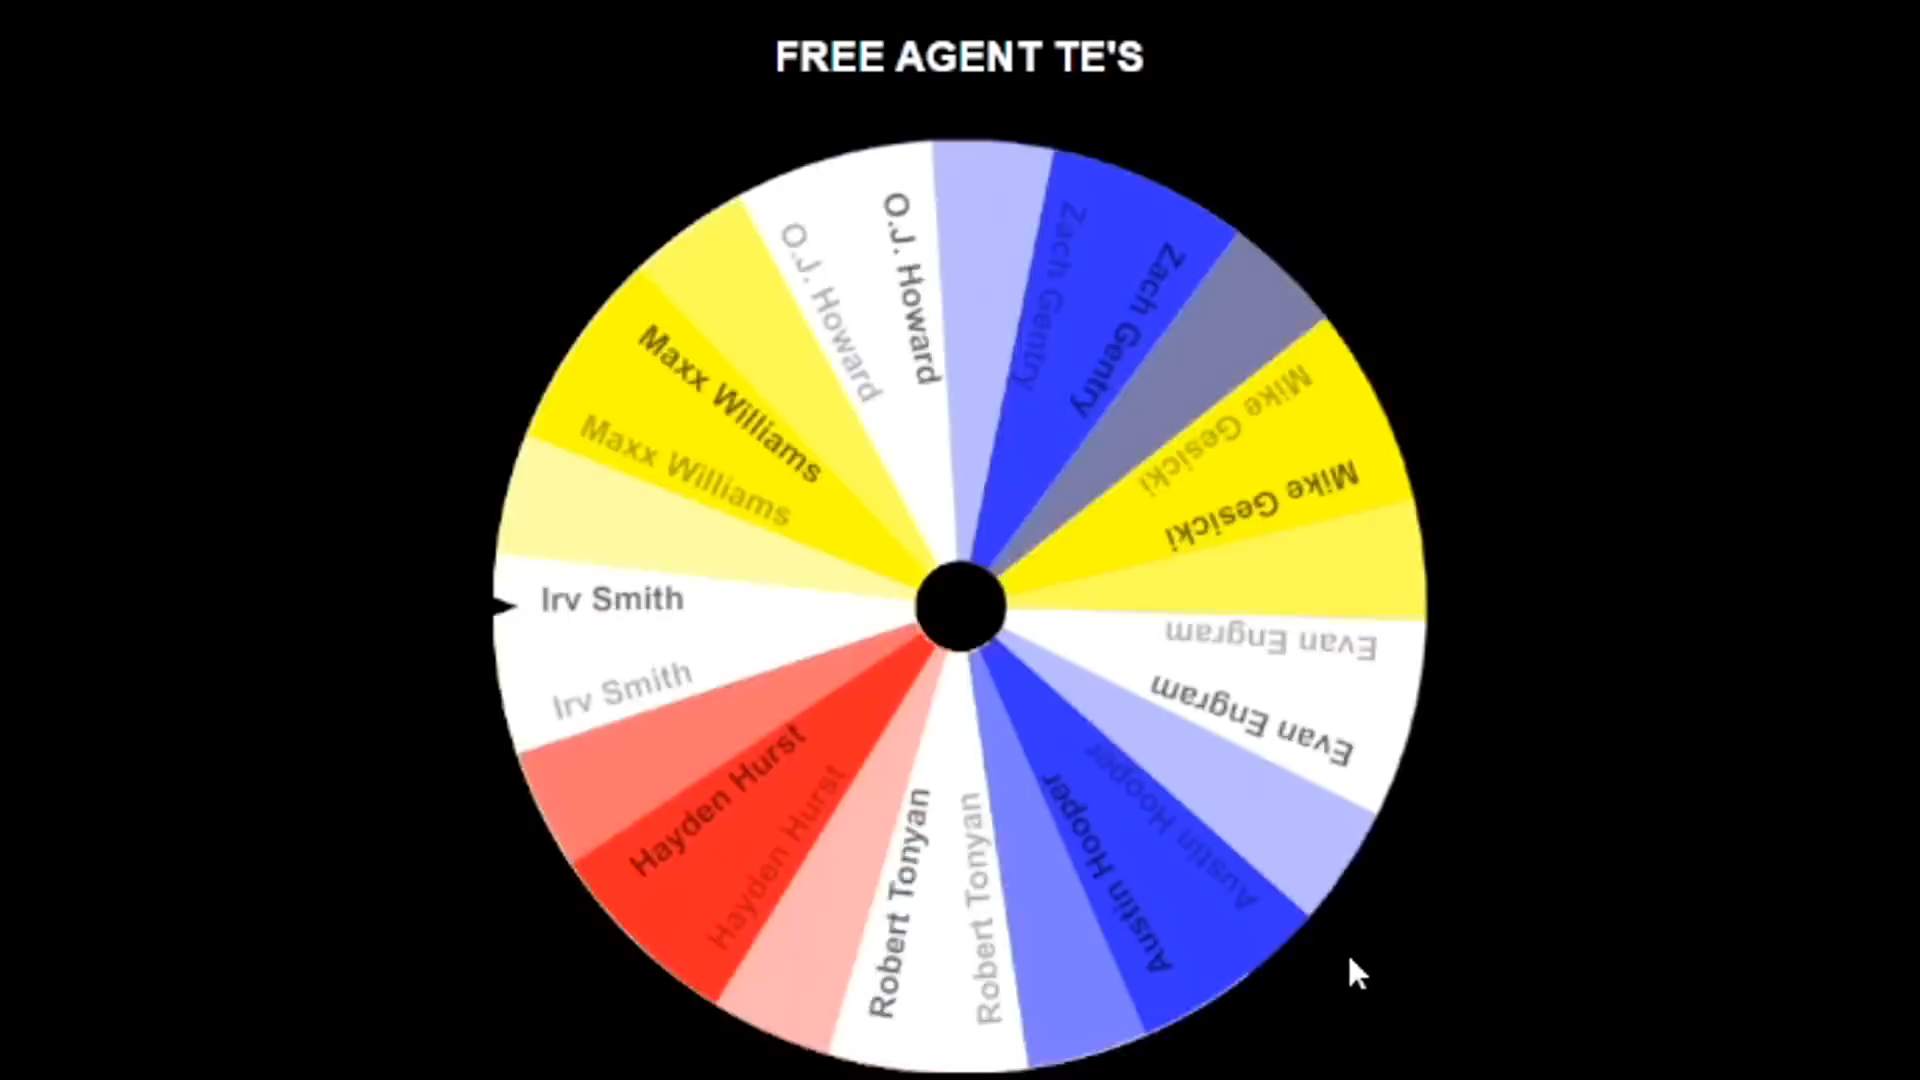 FREE AGENT TE'S
O.J. Howard
O.J. Howard
Zach Gentry
Zach Gentry
Mike Gesicki
Mike Gesicki
Evan Engram
Evan Engram
Austin Hooper
Austin Hooper
Robert Tonyan
Robert Tonyan
Hayden Hurst
Hayden Hurst
Irv Smith
Irv Smith
Maxx Williams
Maxx Williams